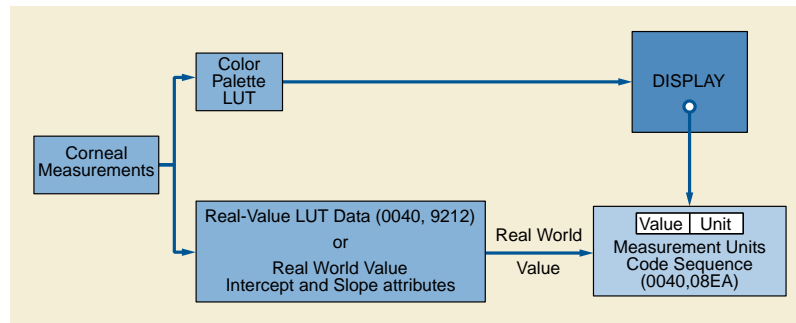 Color
Palette
LUT
DISPLAY
Corneal
Measurements
Real-Value LUT Data (0040, 9212)
or
Real World Value
Intercept and Slope attributes
Real World
Value
Value Unit
Measurement Units
Code Sequence
(0040,08EA)